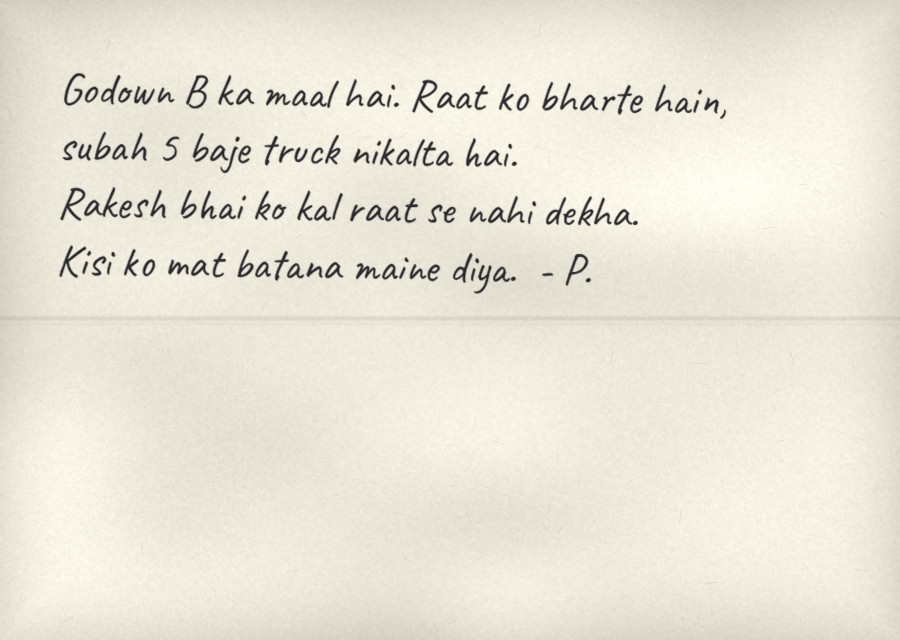 Godown B ka maal hai. Raat ko bharte hain,
subah 5 baje truck nikalta hai.
Rakesh bhai ko kal raat se nahi dekha.
Kisi ko mat batana maine diya. - P.